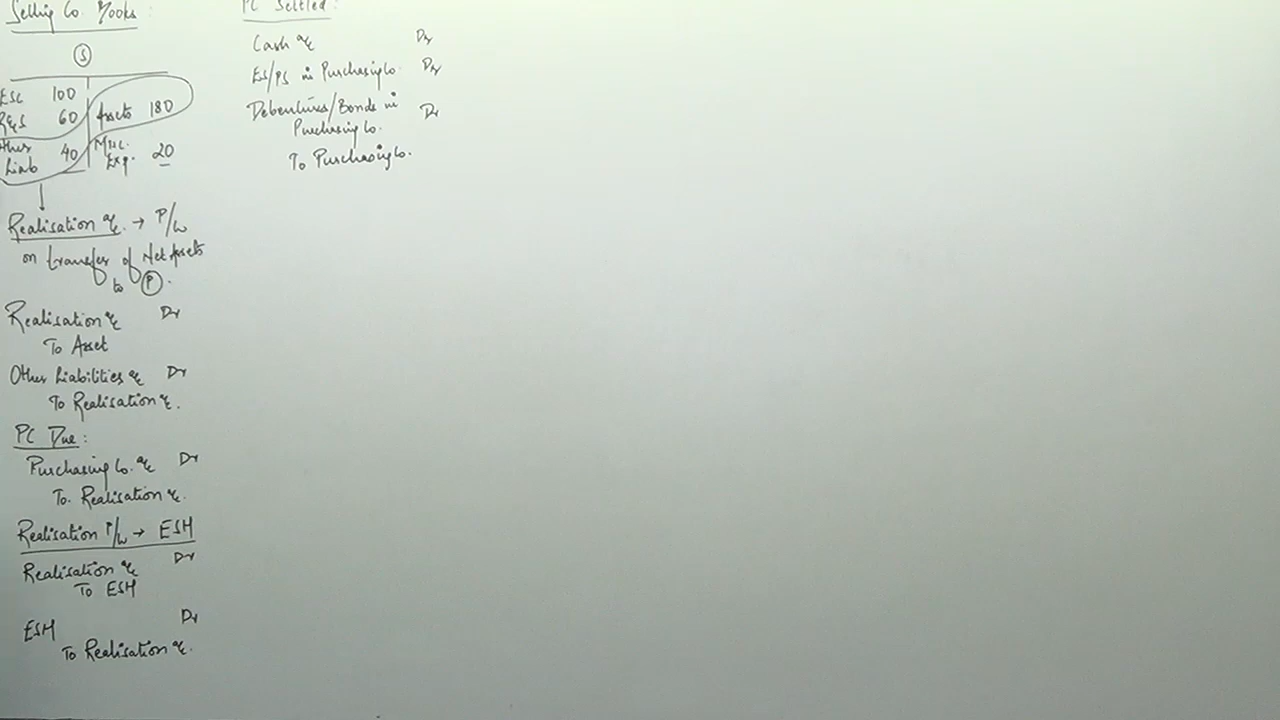 Selling Co. Books :
S
ESC 100
R&S 60
Assets 180
Other
Liab 40
Misc.
Exp. 20
Realisation a/c → P/L
on transfer of Net Assets
to P.
Realisation a/c Dr
To Asset
Other Liabilities a/c Dr
To Realisation a/c.
PC Due :
Purchasing Co. a/c Dr
To Realisation a/c.
Realisation P/L → ESH
Realisation a/c Dr
To ESH
ESH Dr
To Realisation a/c.
PC Settled :
Cash a/c Dr
ES/PS in Purchasing Co. Dr
Debentures/Bonds in Dr
Purchasing Co.
To Purchasing Co.